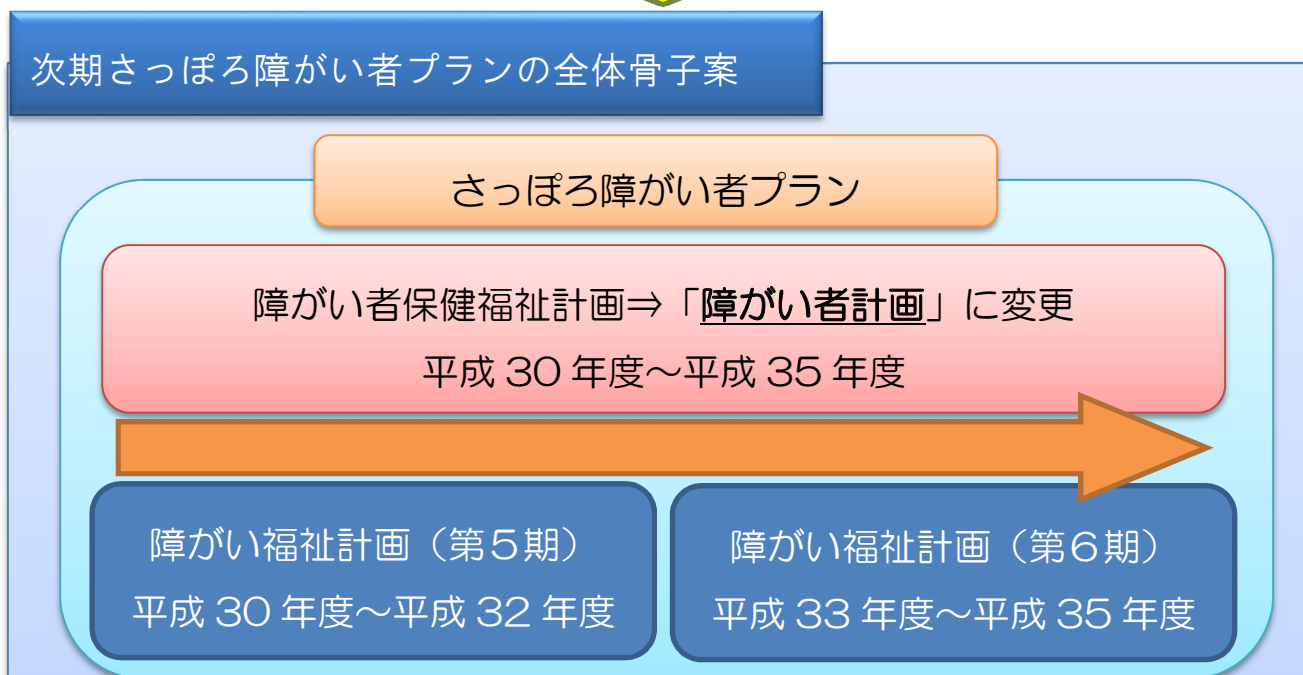 次期さっぽろ障がい者プランの全体骨子案
さっぽろ障がい者プラン
障がい者保健福祉計画⇒「障がい者計画」に変更
平成 30 年度～平成 35 年度
障がい福祉計画（第５期）
平成 30 年度～平成 32 年度
障がい福祉計画（第６期）
平成 33 年度～平成 35 年度